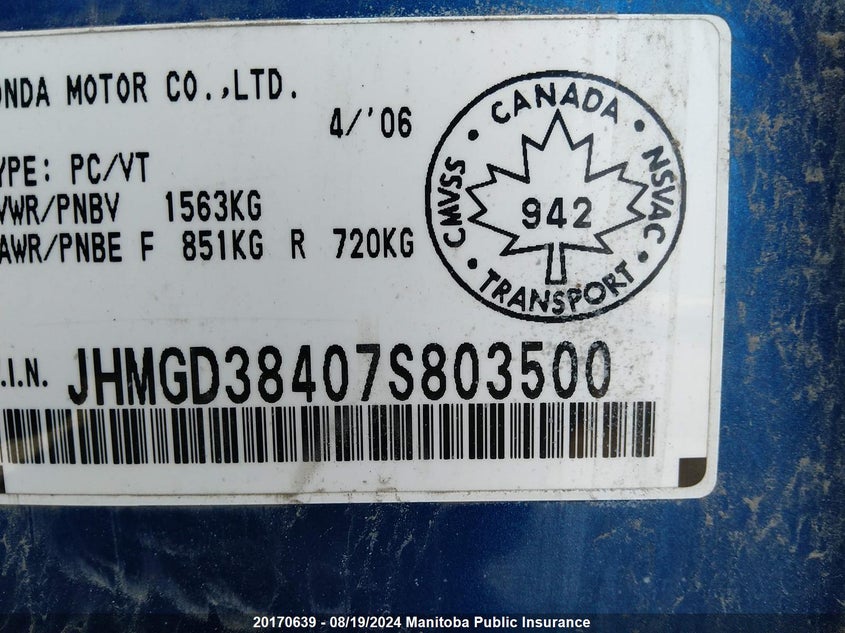 ONDA MOTOR CO.,LTD.
4/'06
YPE: PC/VT
VWR/PNBV 1563KG
AWR/PNBE F 851KG R 720KG
CANADA
CMVSS
NSVAC
942
TRANSPORT
.I.N. JHMGD38407S803500
20170639 - 08/19/2024 Manitoba Public Insurance